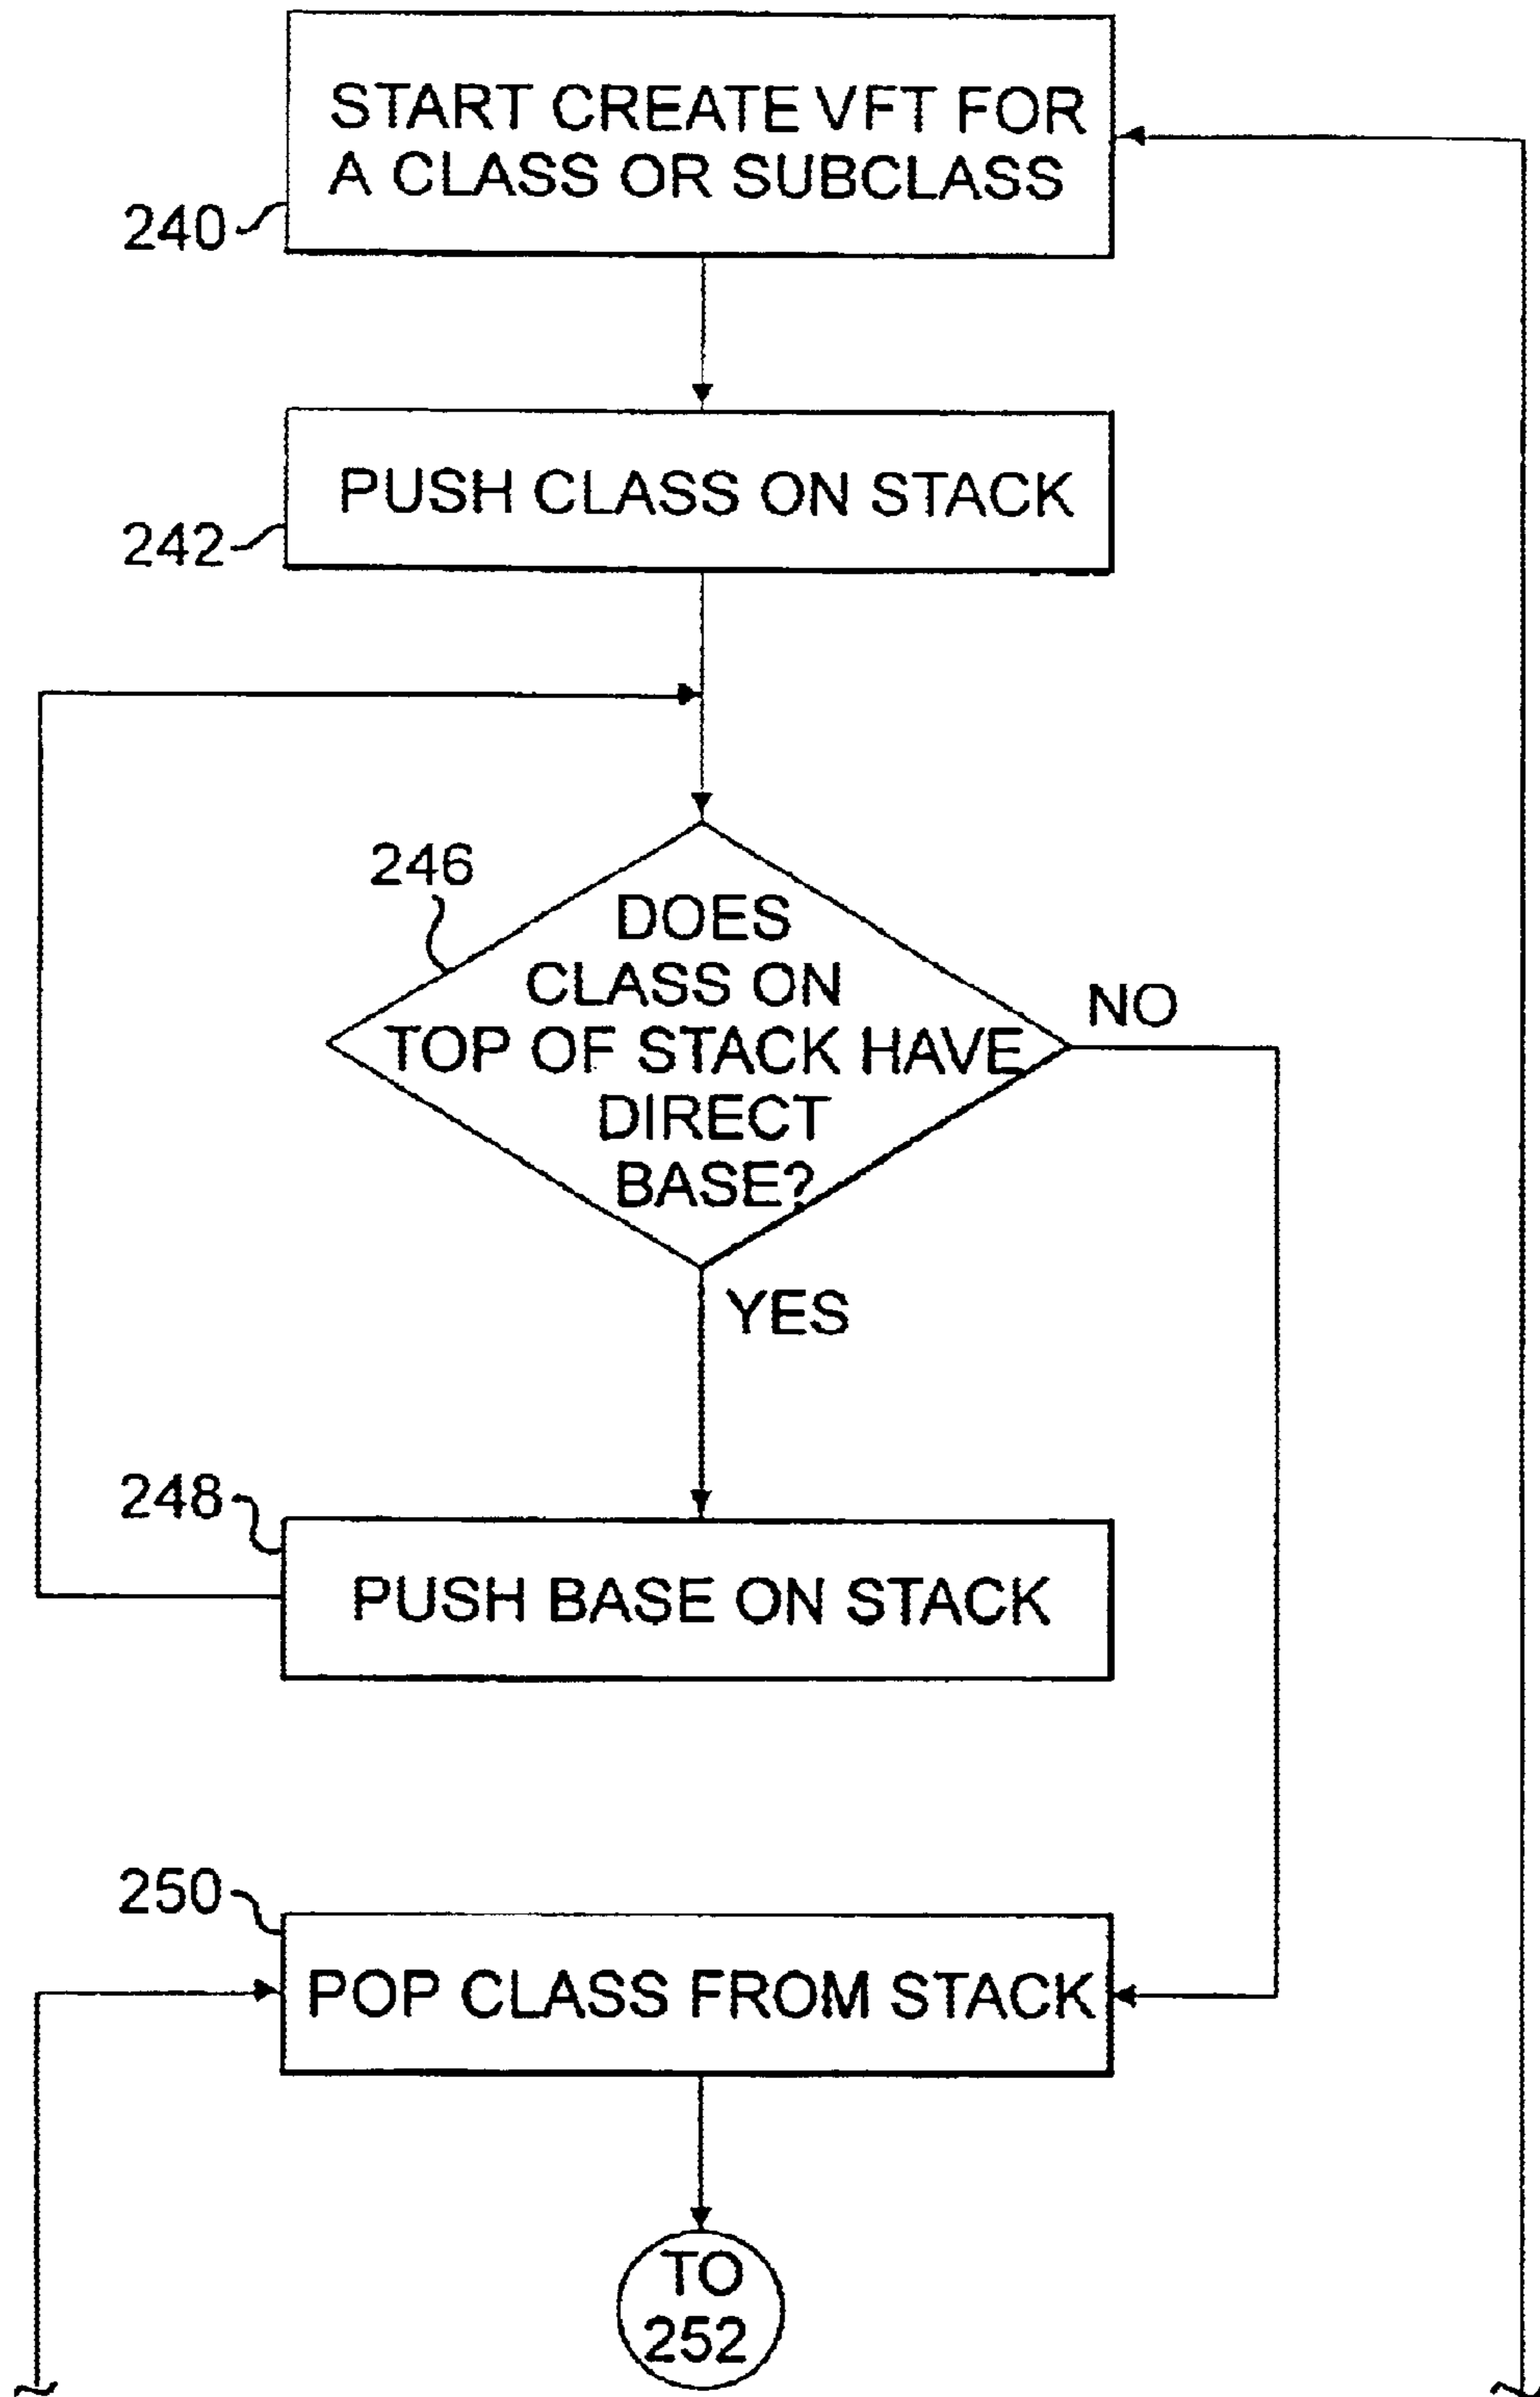 START CREATE VFT FOR
A CLASS OR SUBCLASS
240
PUSH CLASS ON STACK
242
246
DOES
CLASS ON
TOP OF STACK HAVE
DIRECT
BASE?
NO
YES
248
PUSH BASE ON STACK
250
POP CLASS FROM STACK
TO
252